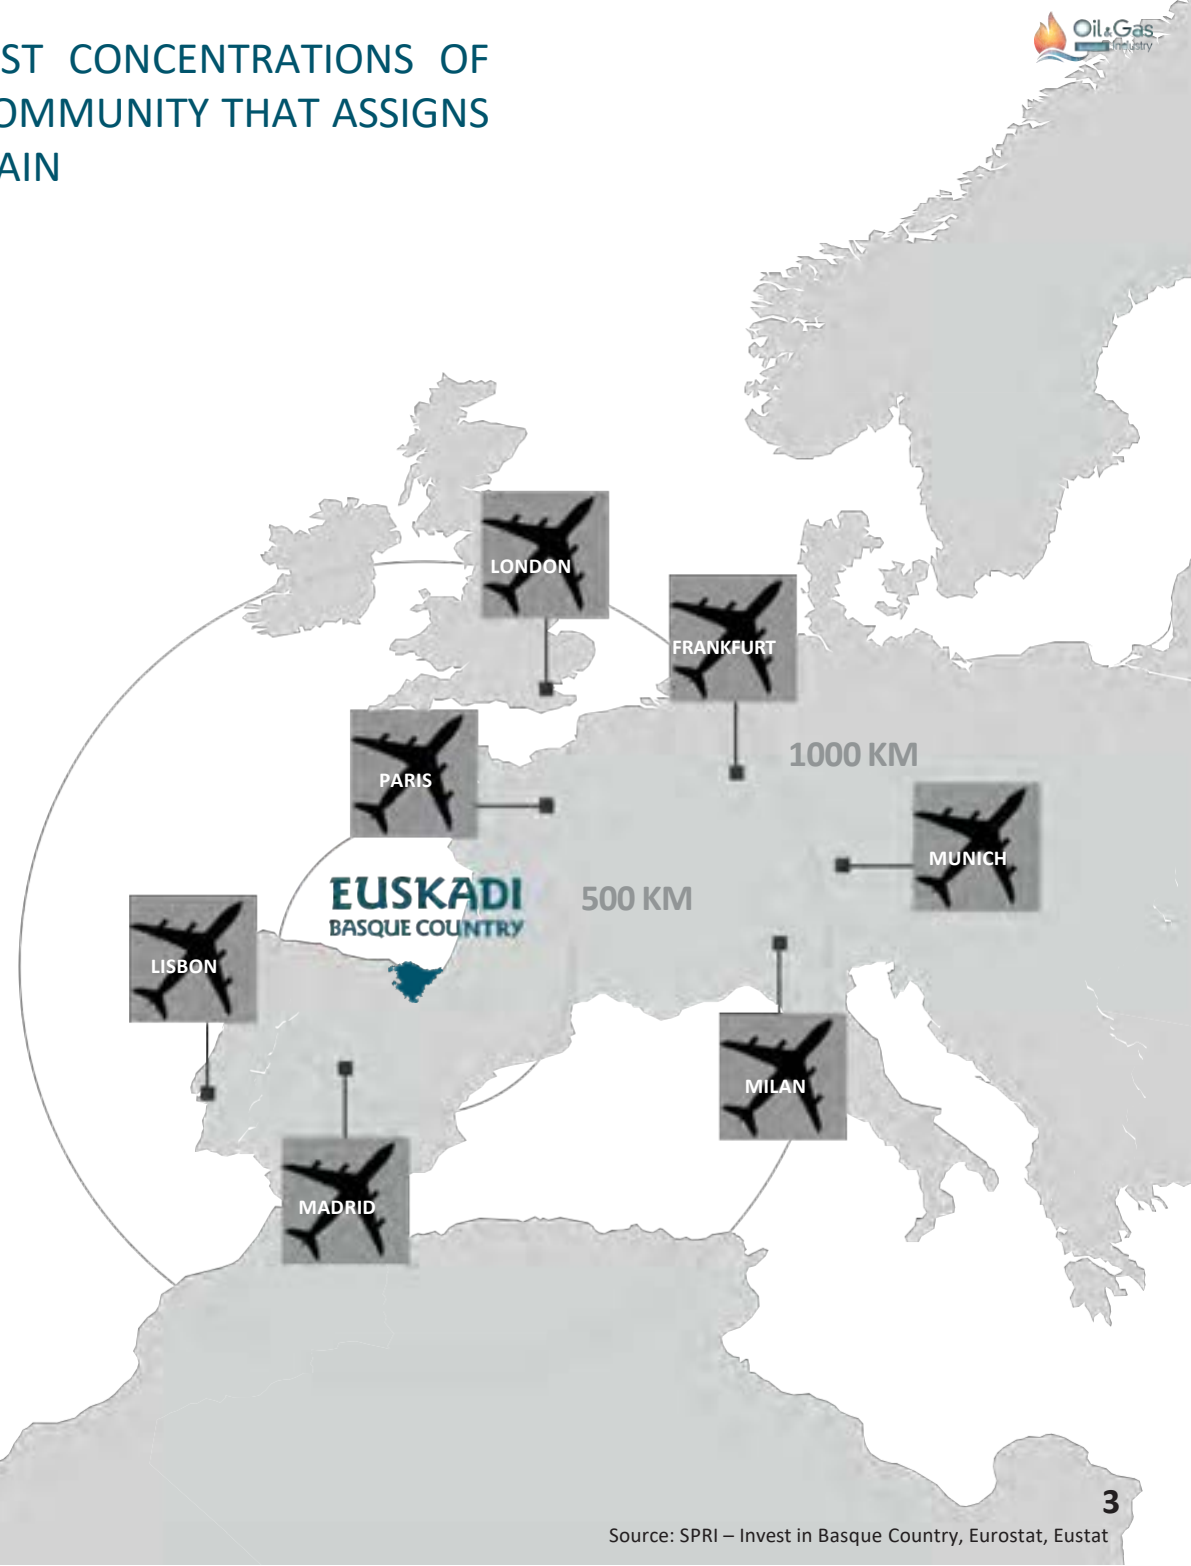 ST CONCENTRATIONS OF
OMMUNITY THAT ASSIGNS
AIN
Oil & Gas
Industry
LONDON
FRANKFURT
1000 KM
PARIS
MUNICH
EUSKADI
BASQUE COUNTRY
500 KM
LISBON
MILAN
MADRID
3
Source: SPRI – Invest in Basque Country, Eurostat, Eustat